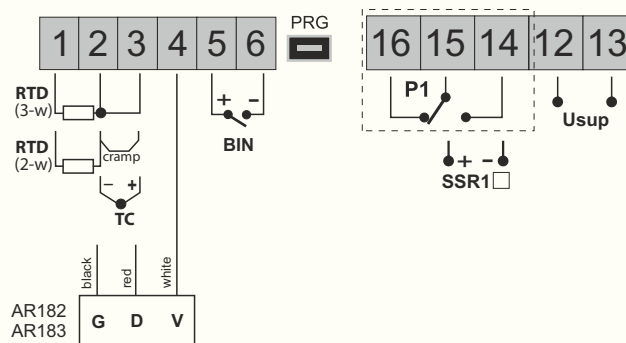 PRG
1 2 3 4 5 6
16 15 14 12 13
RTD
(3-w)
+ -
BIN
P1
Usup
RTD
(2-w)
cramp
- +
TC
+ -
SSR1
black
red
white
AR182
AR183
G D V